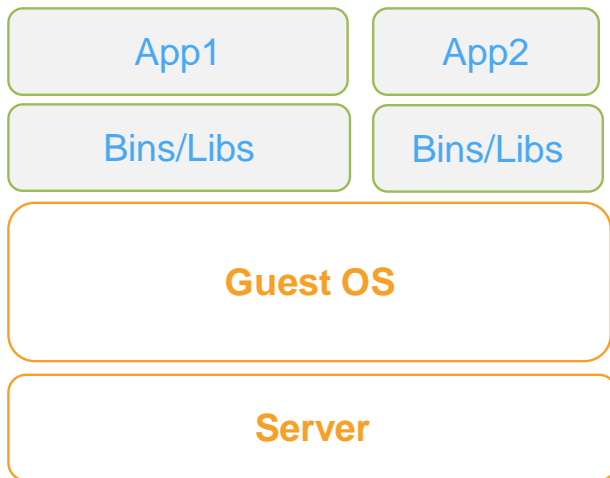 App1
App2
Bins/Libs
Bins/Libs
Guest OS
Server